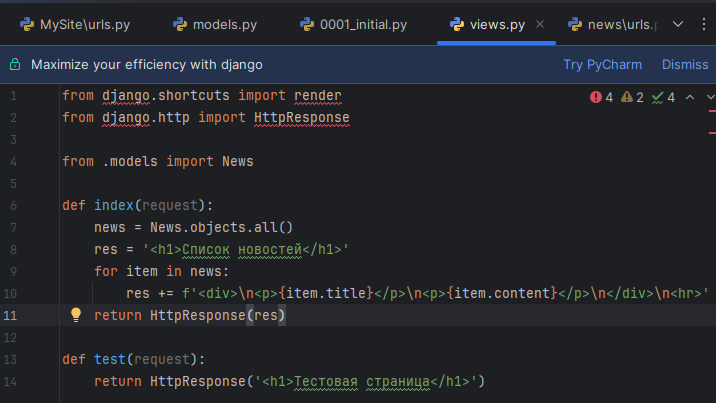 MySite\urls.py models.py 0001_initial.py views.py news\urls.
Maximize your efficiency with django Try PyCharm Dismiss
1 from django.shortcuts import render 4 2 4
2 from django.http import HttpResponse
3
4 from .models import News
5
6 def index(request):
7 news = News.objects.all()
8 res = '<h1>Список новостей</h1>'
9 for item in news:
10 res += f'<div>\n<p>{item.title}</p>\n<p>{item.content}</p>\n</div>\n<hr>'
11 return HttpResponse(res)
12
13 def test(request):
14 return HttpResponse('<h1>Тестовая страница</h1>')